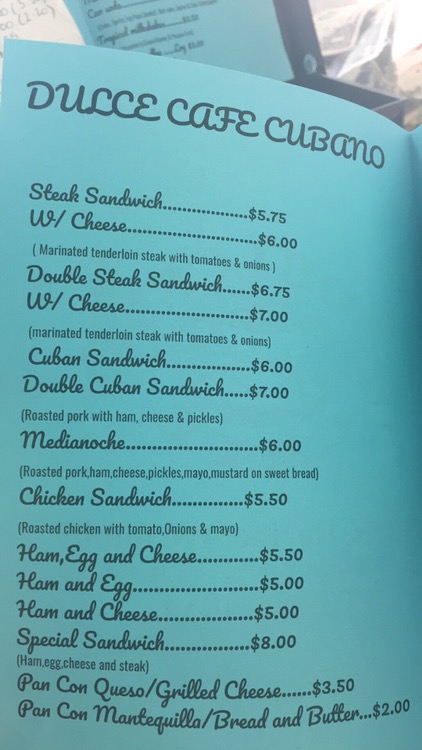 Tropical milkshakes
DULCE CAFE CUBANO
Steak Sandwich..................$5.75
W/ Cheese...........................$6.00
( Marinated tenderloin steak with tomatoes & onions )
Double Steak Sandwich......$6.75
W/ Cheese..........................$7.00
(marinated tenderloin steak with tomatoes & onions)
Cuban Sandwich.................$6.00
Double Cuban Sandwich.....$7.00
(Roasted pork with ham, cheese & pickles)
Medianoche...........................$6.00
(Roasted pork,ham,cheese,pickles,mayo,mustard on sweet bread)
Chicken Sandwich...............$5.50
(Roasted chicken with tomato,Onions & mayo)
Ham,Egg and Cheese.............$5.50
Ham and Egg..........................$5.00
Ham and Cheese....................$5.00
Special Sandwich..................$8.00
(Ham,egg,cheese and steak)
Pan Con Queso/Grilled Cheese......$3.50
Pan Con Mantequilla/Bread and Butter...$2.00